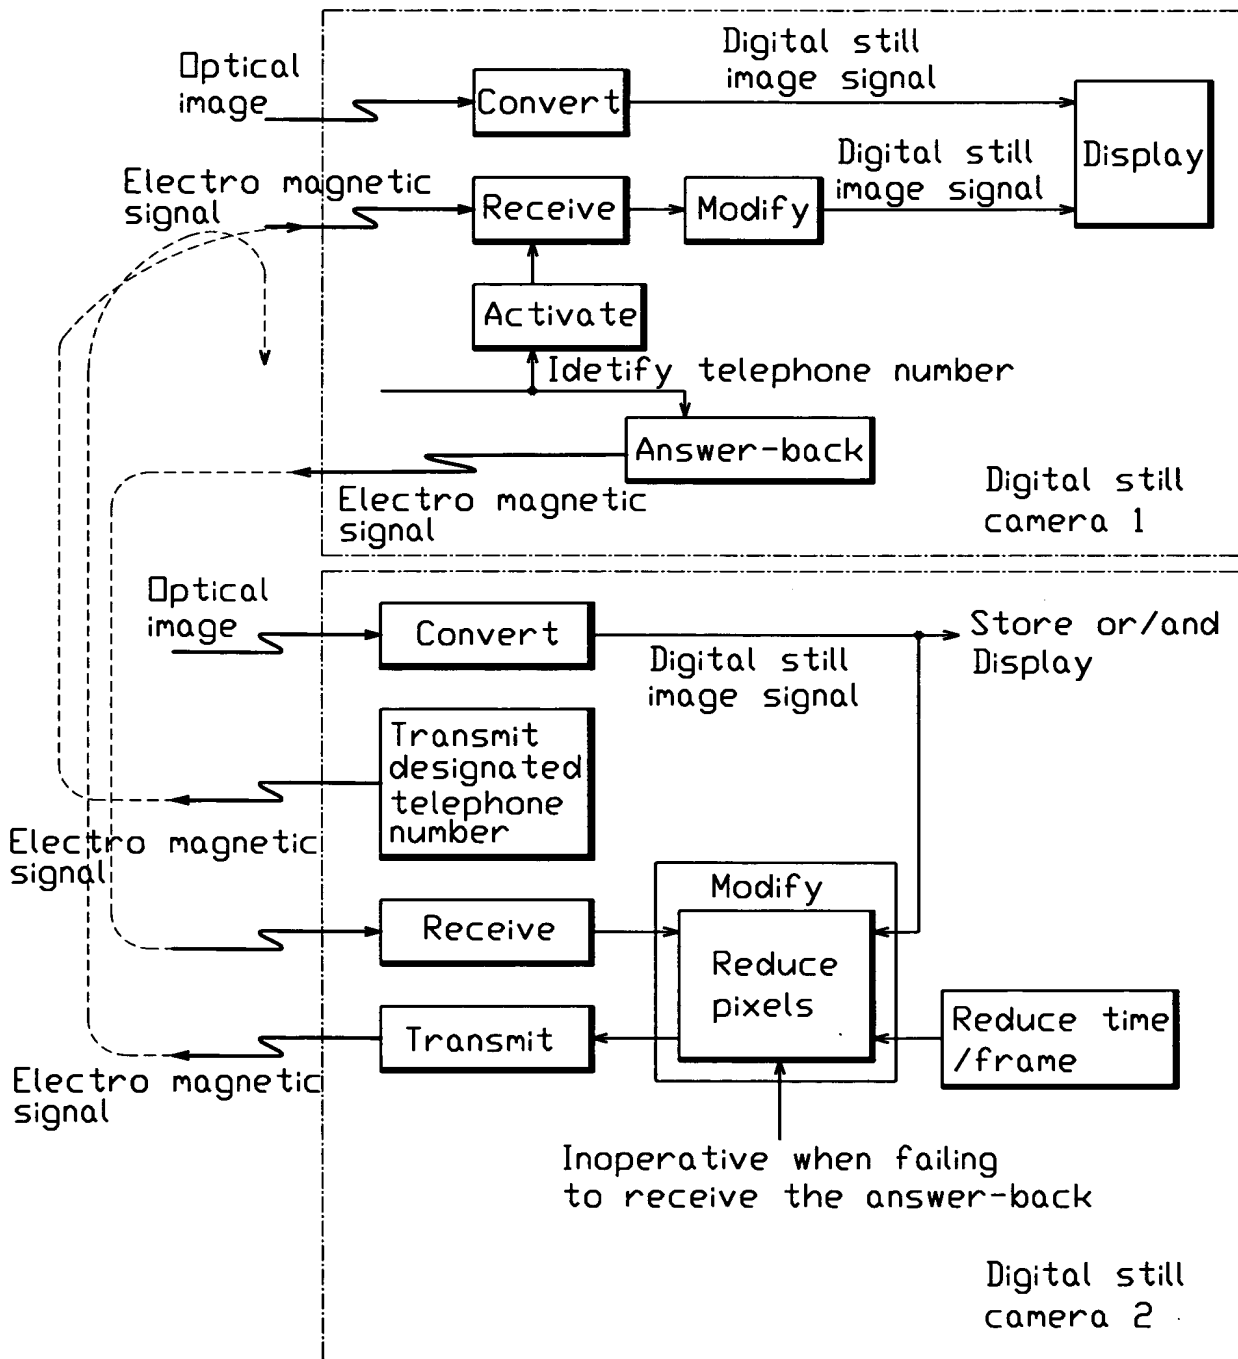 Optical
image
Convert
Digital still
image signal
Display
Electro magnetic
signal
Receive
Modify
Digital still
image signal
Activate
Idetify telephone number
Answer-back
Electro magnetic
signal
Digital still
camera 1
Optical
image
Convert
Digital still
image signal
Store or/and
Display
Transmit
designated
telephone
number
Electro magnetic
signal
Receive
Modify
Reduce
pixels
Transmit
Reduce time
/frame
Electro magnetic
signal
Inoperative when failing
to receive the answer-back
Digital still
camera 2